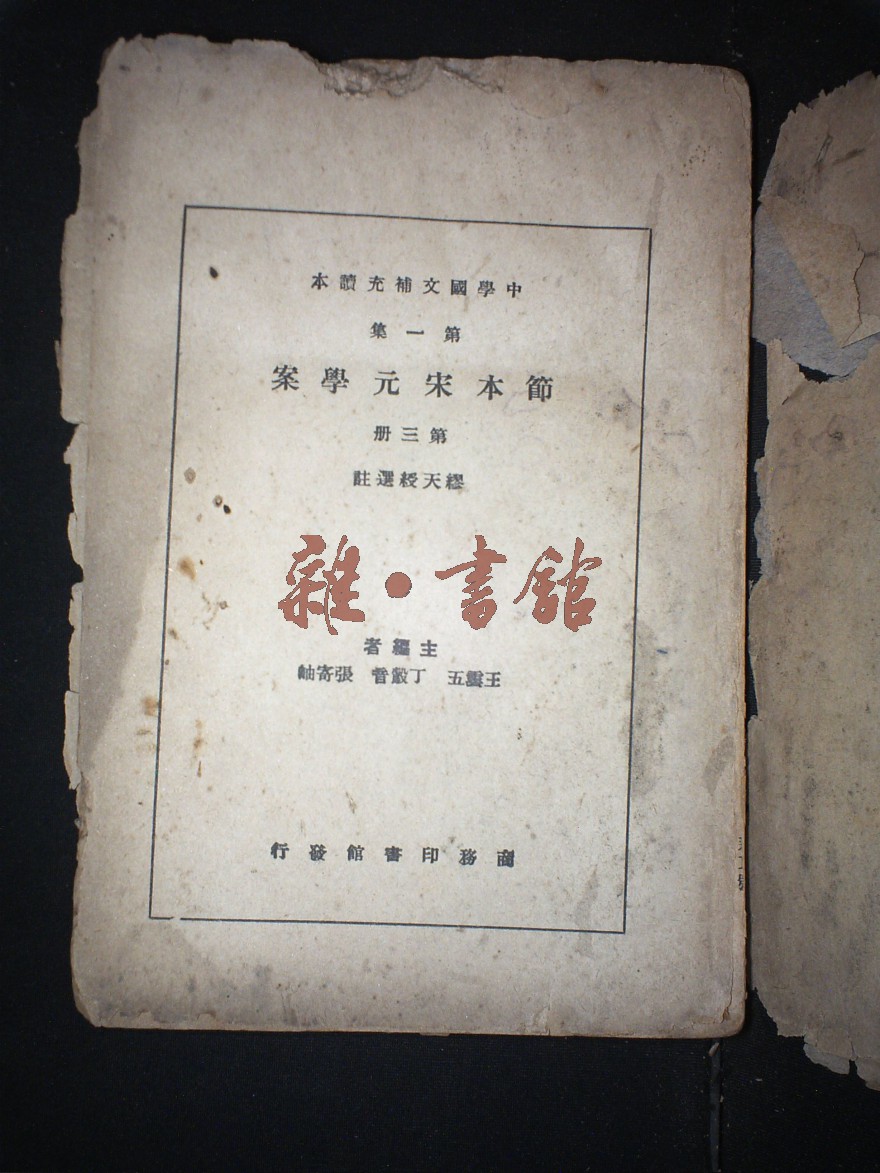 中學國文補充讀本
第一集
節本宋元學案
第三册
繆天綬選註
雜·書館
主編者
王雲五 丁㲄音 張寄岫
商務印書館發行